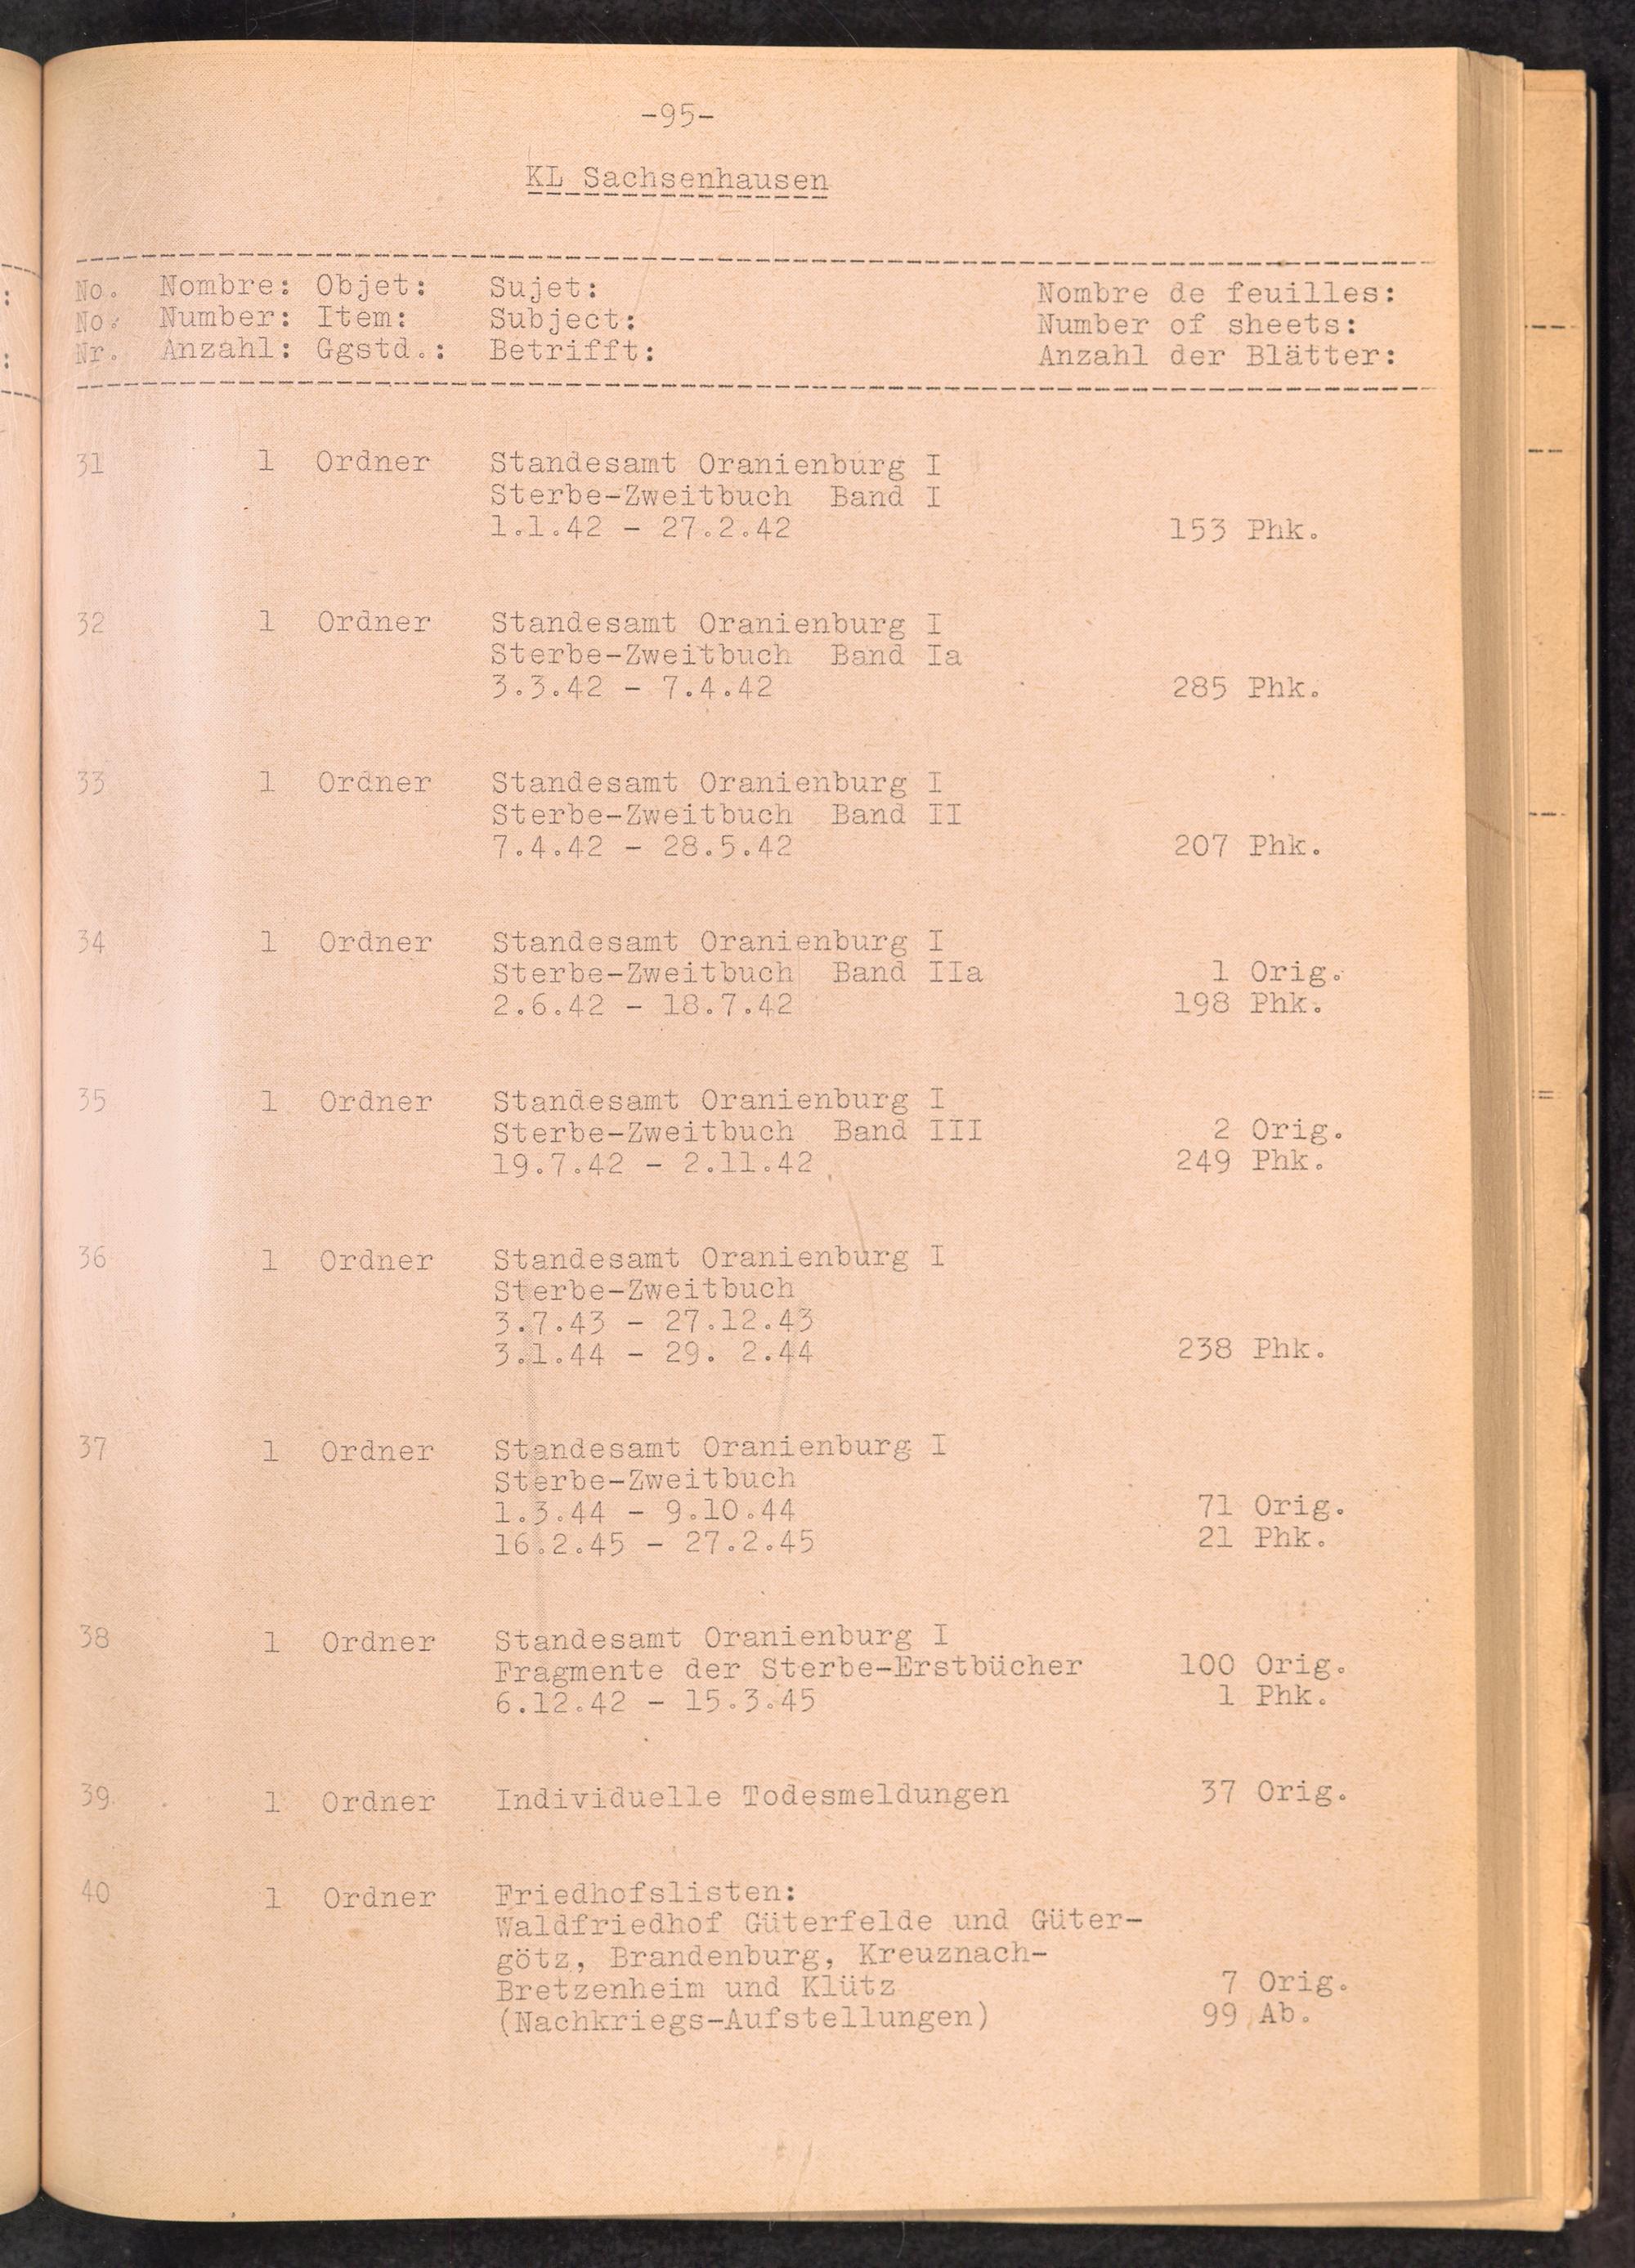 -95-
KL Sachsenhausen
No. Nombre: Objet: Sujet: Nombre de feuilles:
No. Number: Item: Subject: Number of sheets:
Nr. Anzahl: Ggstd.: Betrifft: Anzahl der Blätter:
31 1 Ordner Standesamt Oranienburg I
Sterbe-Zweitbuch Band I
1.1.42 - 27.2.42 153 Phk.
32 1 Ordner Standesamt Oranienburg I
Sterbe-Zweitbuch Band Ia
3.3.42 - 7.4.42 285 Phk.
33 1 Ordner Standesamt Oranienburg I
Sterbe-Zweitbuch Band II
7.4.42 - 28.5.42 207 Phk.
34 1 Ordner Standesamt Oranienburg I
Sterbe-Zweitbuch Band IIa 1 Orig.
2.6.42 - 18.7.42 198 Phk.
35 1 Ordner Standesamt Oranienburg I
Sterbe-Zweitbuch Band III 2 Orig.
19.7.42 - 2.11.42 249 Phk.
36 1 Ordner Standesamt Oranienburg I
Sterbe-Zweitbuch
3.7.43 - 27.12.43
3.1.44 - 29. 2.44 238 Phk.
37 1 Ordner Standesamt Oranienburg I
Sterbe-Zweitbuch
1.3.44 - 9.10.44 71 Orig.
16.2.45 - 27.2.45 21 Phk.
38 1 Ordner Standesamt Oranienburg I
Fragmente der Sterbe-Erstbücher 100 Orig.
6.12.42 - 15.3.45 1 Phk.
39 1 Ordner Individuelle Todesmeldungen 37 Orig.
40 1 Ordner Friedhofslisten:
Waldfriedhof Güterfelde und Güter-
götz, Brandenburg, Kreuznach-
Bretzenheim und Klütz 7 Orig.
(Nachkriegs-Aufstellungen) 99 Ab.